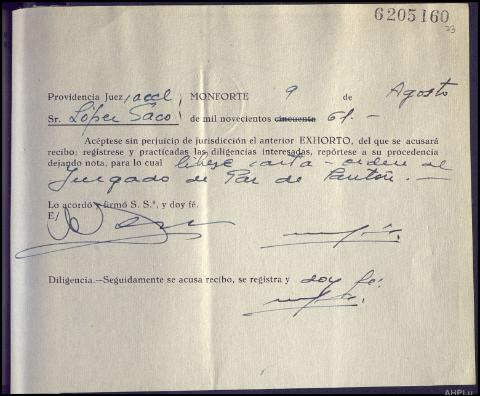 6205160
73
Providencia Juez, accl, MONFORTE 9 de Agosto
Sr. López Saco de mil novecientos cincuenta 61.-
Acéptese sin perjuicio de jurisdicción el anterior EXHORTO, del que se acusará
recibo; regístrese y practicadas las diligencias interesadas, repórtese a su procedencia
dejando nota, para lo cual líbrese carta-orden al
Juzgado de Paz de Pantón.-
Lo acordó y firmó S. S.ª, y doy fé.
E/
Diligencia.—Seguidamente se acusa recibo, se registra y doy fe.
AHPLu